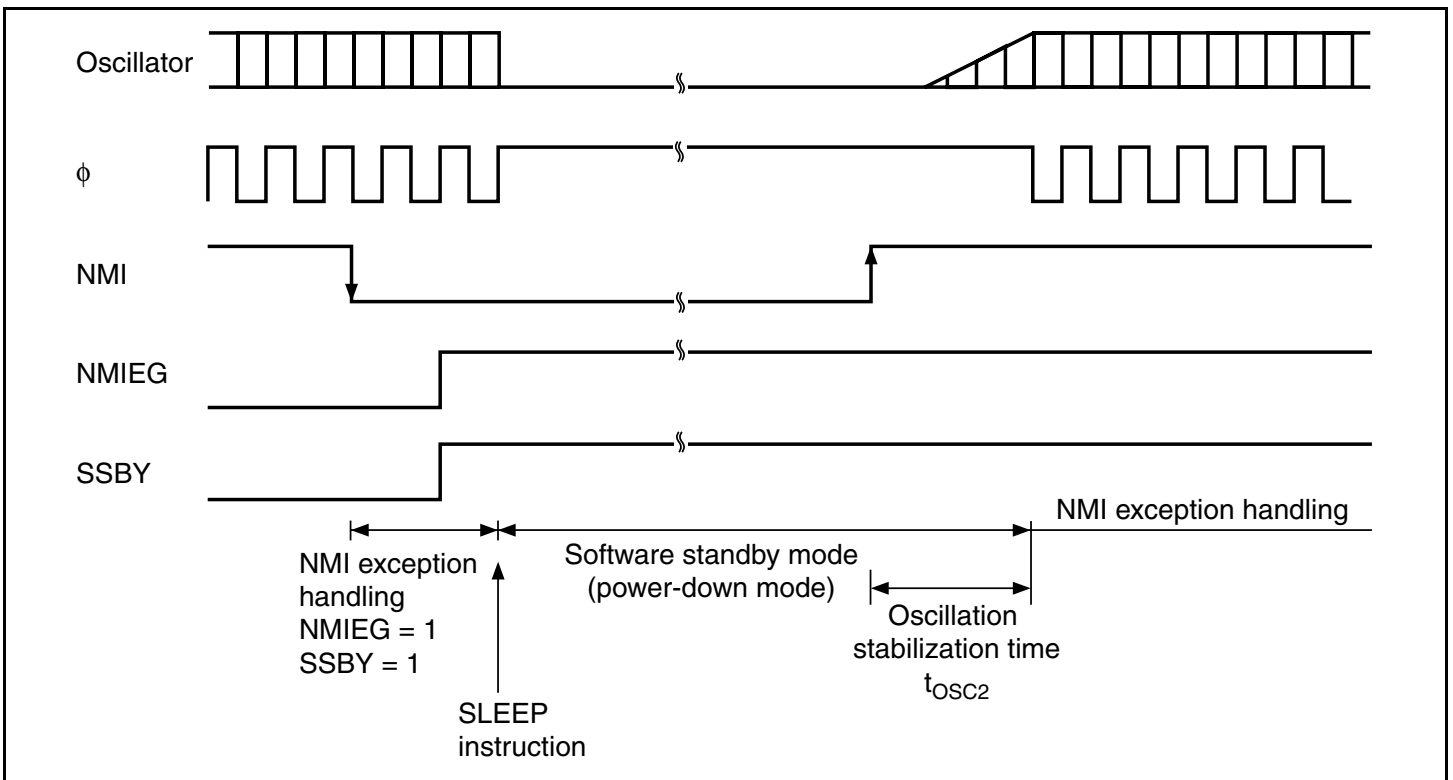 Oscillator
ϕ
NMI
NMIEG
SSBY
NMI exception handling
NMI exception
handling
NMIEG = 1
SSBY = 1
Software standby mode
(power-down mode)
Oscillation
stabilization time
tOSC2
SLEEP
instruction